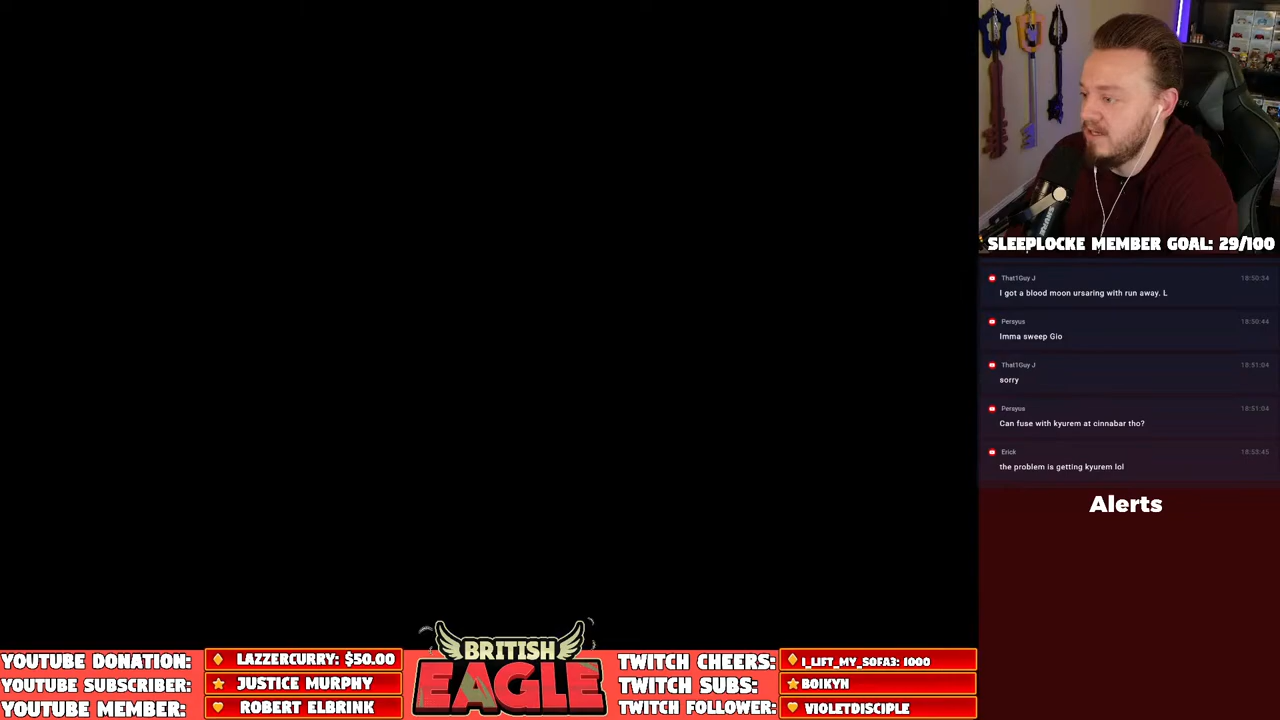 SLEEPLOCKE MEMBER GOAL: 29/100
That1Guy J 18:50:34
I got a blood moon ursaring with run away. L
Persyus 18:50:44
Imma sweep Gio
That1Guy J 18:51:04
sorry
Persyus 18:51:04
Can fuse with kyurem at cinnabar tho?
Erick 18:53:45
the problem is getting kyurem lol
Alerts
YOUTUBE DONATION: LAZZERCURRY: $50.00
YOUTUBE SUBSCRIBER: JUSTICE MURPHY
YOUTUBE MEMBER: ROBERT ELBRINK
BRITISH
EAGLE
TWITCH CHEERS: I_LIFT_MY_SOFA3: 1000
TWITCH SUBS: BOIKYN
TWITCH FOLLOWER: VIOLETDISCIPLE